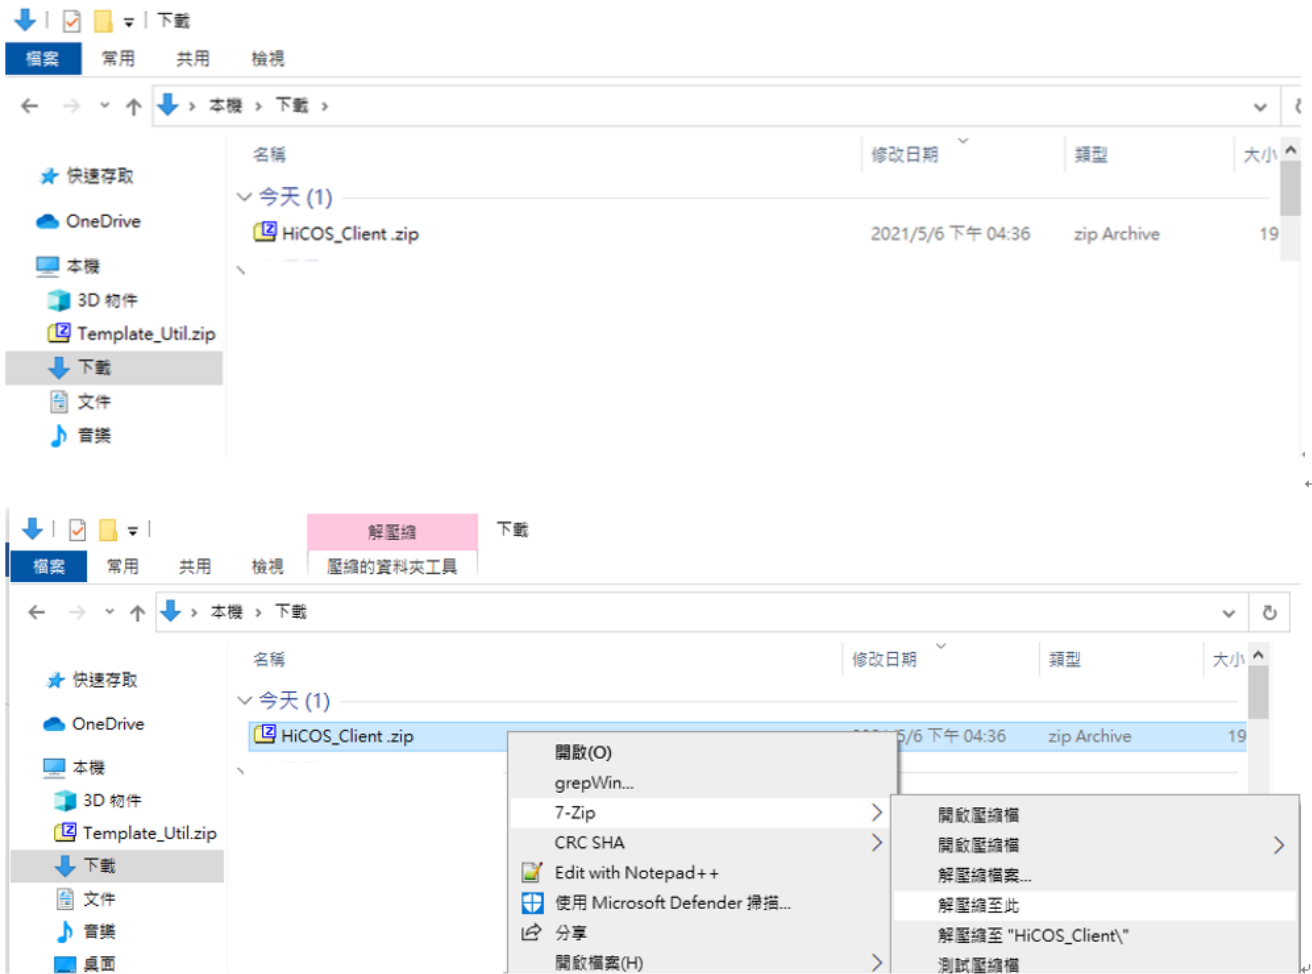 下載
檔案 常用 共用 檢視
本機 下載
名稱 修改日期 類型 大小
快速存取
今天 (1)
OneDrive
HiCOS_Client .zip 2021/5/6 下午 04:36 zip Archive 19
本機
3D 物件
Template_Util.zip
下載
文件
音樂
解壓縮 下載
檔案 常用 共用 檢視 壓縮的資料夾工具
本機 下載
名稱 修改日期 類型 大小
快速存取
今天 (1)
OneDrive
HiCOS_Client .zip 5/6 下午 04:36 zip Archive 19
本機
3D 物件
Template_Util.zip
下載
文件
音樂
桌面
開啟(O)
grepWin...
7-Zip
CRC SHA
Edit with Notepad++
使用 Microsoft Defender 掃描...
分享
開啟檔案(H)
開啟壓縮檔
開啟壓縮檔
解壓縮檔案...
解壓縮至此
解壓縮至 "HiCOS_Client\"
測試壓縮檔